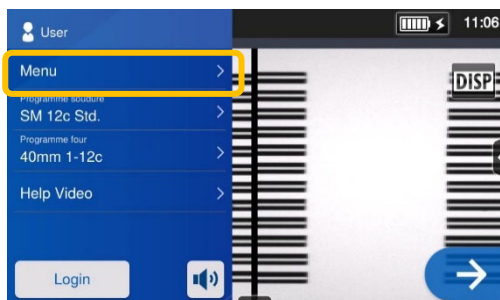 User
11:06
Menu
DISP
Programme soudure
SM 12c Std.
Programme four
40mm 1-12c
Help Video
Login